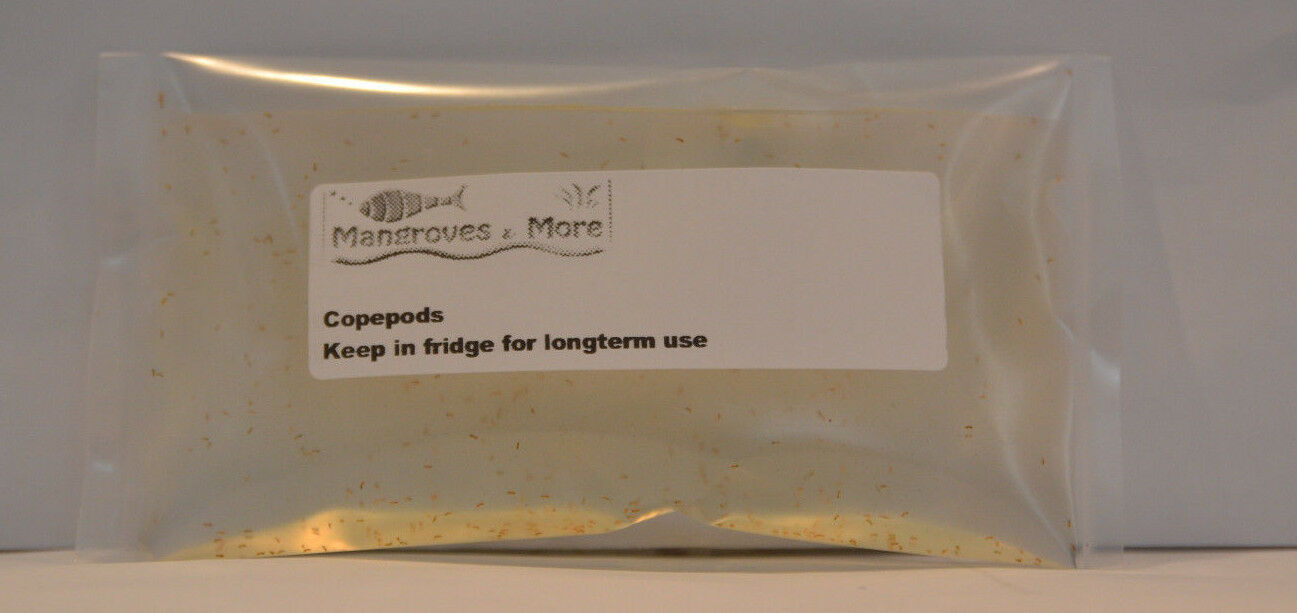 Mangroves & More
Copepods
Keep in fridge for longterm use